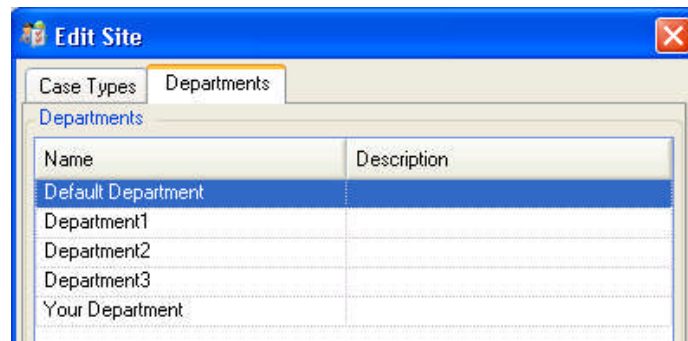 Edit Site
Case Types Departments
Departments
Name Description
Default Department
Department1
Department2
Department3
Your Department